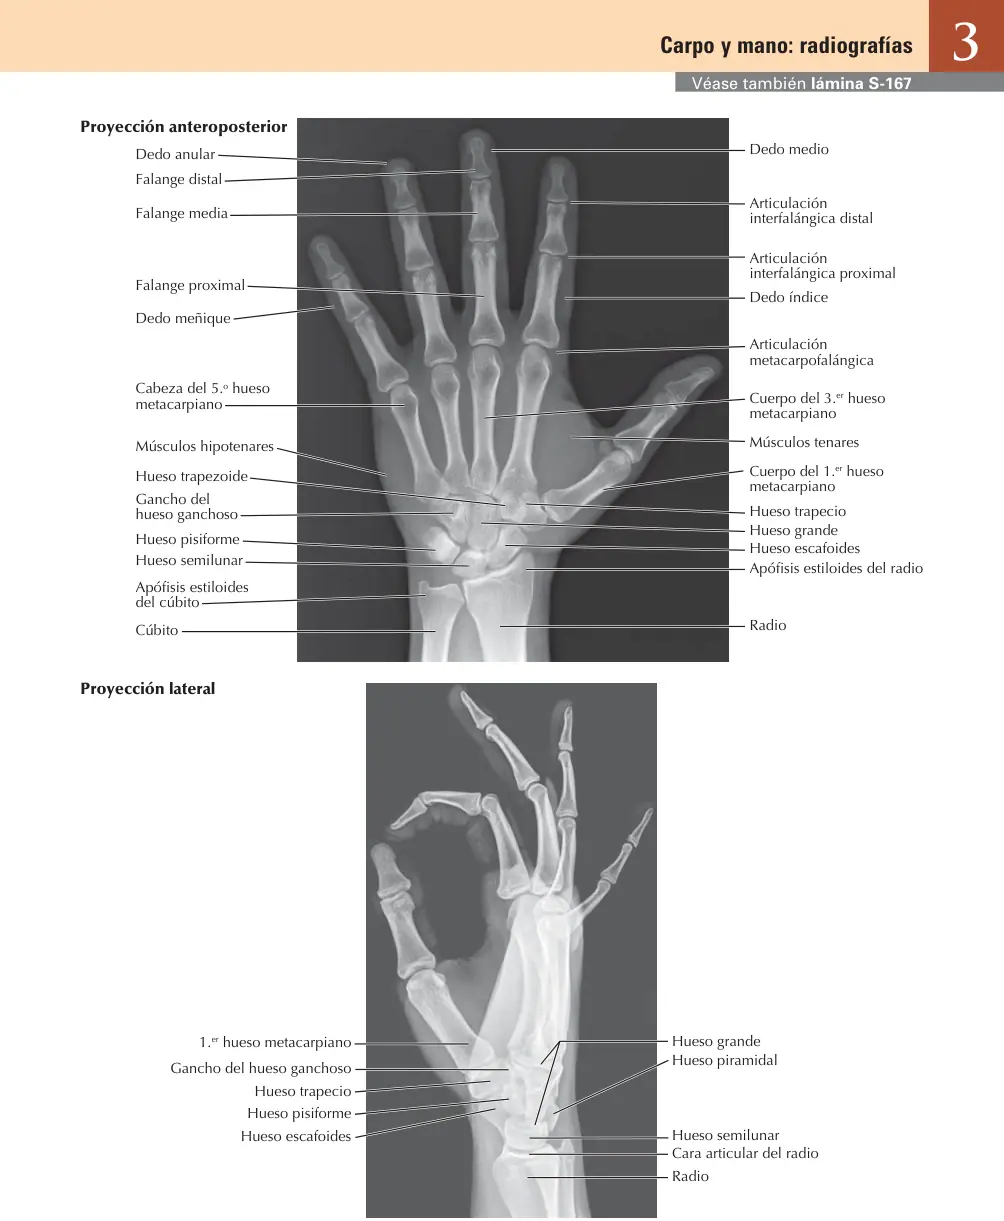 Carpo y mano: radiografías
3
Véase también lámina S-167
Proyección anteroposterior
Dedo anular
Falange distal
Falange media
Falange proximal
Dedo meñique
Cabeza del 5.º hueso
metacarpiano
Músculos hipotenares
Hueso trapezoide
Gancho del
hueso ganchoso
Hueso pisiforme
Hueso semilunar
Apófisis estiloides
del cúbito
Cúbito
Dedo medio
Articulación
interfalángica distal
Articulación
interfalángica proximal
Dedo índice
Articulación
metacarpofalángica
Cuerpo del 3.er hueso
metacarpiano
Músculos tenares
Cuerpo del 1.er hueso
metacarpiano
Hueso trapecio
Hueso grande
Hueso escafoides
Apófisis estiloides del radio
Radio
Proyección lateral
1.er hueso metacarpiano
Gancho del hueso ganchoso
Hueso trapecio
Hueso pisiforme
Hueso escafoides
Hueso grande
Hueso piramidal
Hueso semilunar
Cara articular del radio
Radio